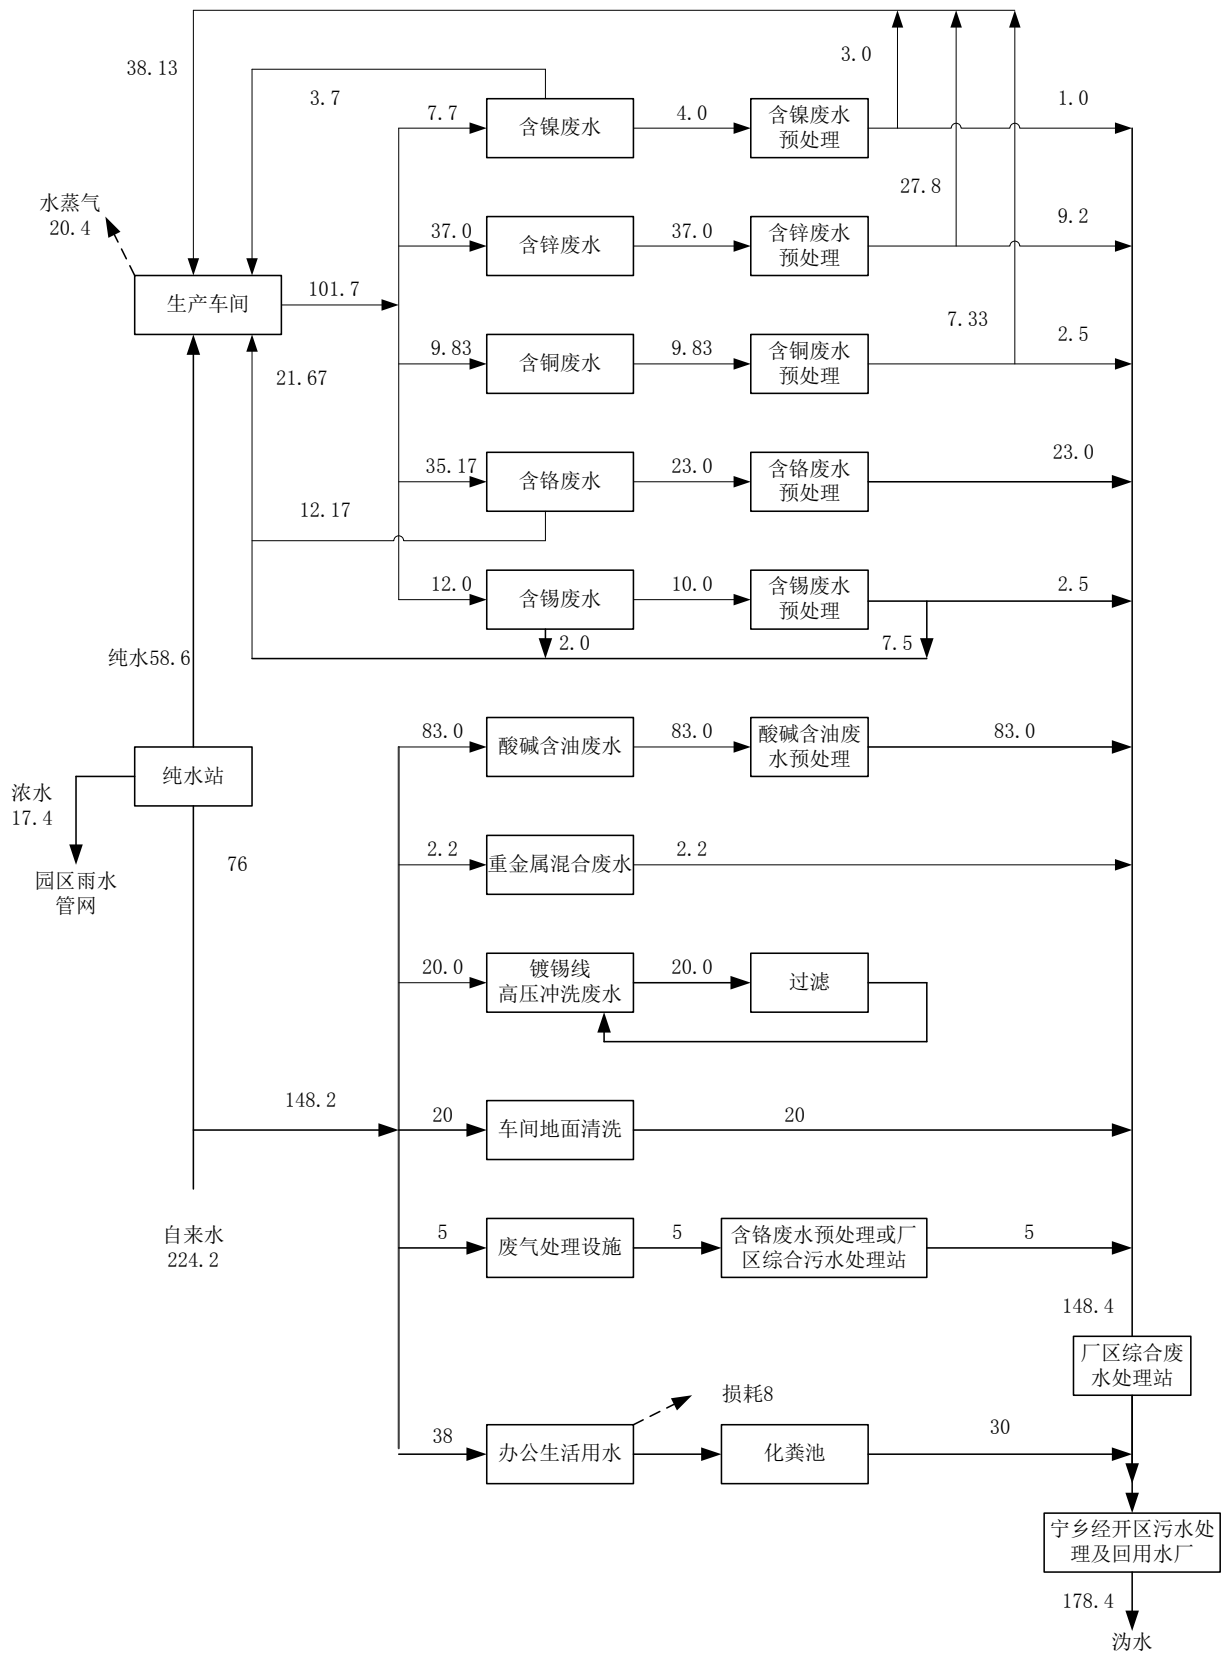 38.13
3.0
3.7
7.7
含镍废水
4.0
含镍废水
预处理
1.0
27.8
水蒸气
20.4
37.0
含锌废水
37.0
含锌废水
预处理
9.2
生产车间
101.7
7.33
21.67
9.83
含铜废水
9.83
含铜废水
预处理
2.5
35.17
含铬废水
23.0
含铬废水
预处理
23.0
12.17
12.0
含锡废水
10.0
含锡废水
预处理
2.5
2.0
7.5
纯水58.6
83.0
酸碱含油废水
83.0
酸碱含油废
水预处理
83.0
纯水站
浓水
17.4
76
园区雨水
管网
2.2
重金属混合废水
2.2
20.0
镀锡线
高压冲洗废水
20.0
过滤
148.2
20
车间地面清洗
20
自来水
224.2
5
废气处理设施
5
含铬废水预处理或厂
区综合污水处理站
5
148.4
厂区综合废
水处理站
损耗8
38
办公生活用水
化粪池
30
宁乡经开区污水处
理及回用水厂
178.4
沩水